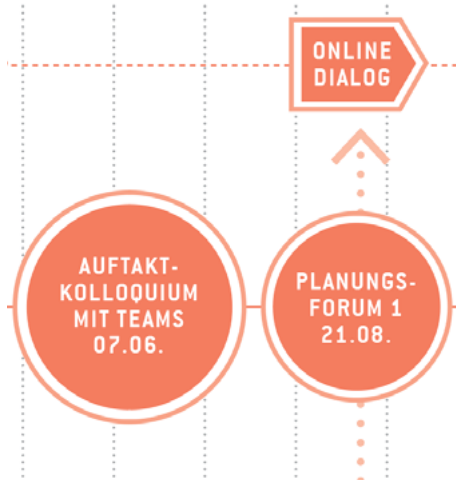 ONLINE
DIALOG
AUFTAKT-
KOLLOQUIUM
MIT TEAMS
07.06.
PLANUNGS-
FORUM 1
21.08.